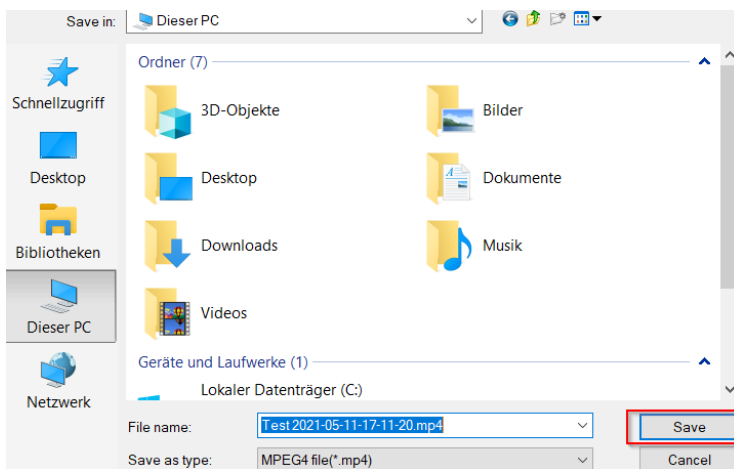 Save in:
Dieser PC
Schnellzugriff
Desktop
Bibliotheken
Dieser PC
Netzwerk
Ordner (7)
3D-Objekte
Bilder
Desktop
Dokumente
Downloads
Musik
Videos
Geräte und Laufwerke (1)
Lokaler Datenträger (C:)
File name:
Test 2021-05-11-17-11-20.mp4
Save
Save as type:
MPEG4 file(*.mp4)
Cancel